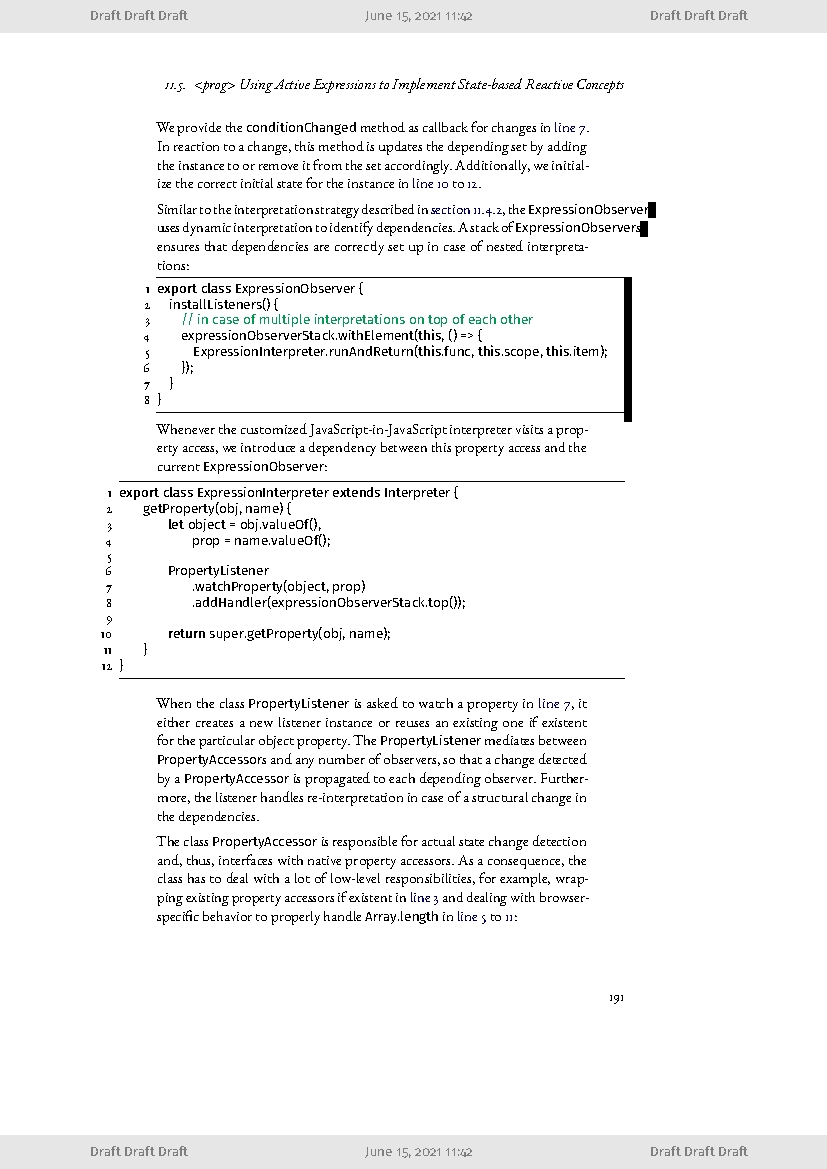 Draft Draft Draft June 15, 2021 11:42 Draft Draft Draft
11.5. <prog> Using Active Expressions to Implement State-based Reactive Concepts
We provide the conditionChanged method as callback for changes in line 7.
In reaction to a change, this method is updates the depending set by adding
the instance to or remove it from the set accordingly. Additionally, we initial-
ize the correct initial state for the instance in line 10 to 12.
Similar to the interpretation strategy described in section 11.4.2, the ExpressionObserver
uses dynamic interpretation to identify dependencies. A stack of ExpressionObservers
ensures that dependencies are correctly set up in case of nested interpreta-
tions:
1 export class ExpressionObserver {
2 installListeners() {
3 // in case of multiple interpretations on top of each other
4 expressionObserverStack.withElement(this, () => {
5 ExpressionInterpreter.runAndReturn(this.func, this.scope, this.item);
6 });
7 }
8 }
Whenever the customized JavaScript-in-JavaScript interpreter visits a prop-
erty access, we introduce a dependency between this property access and the
current ExpressionObserver:
1 export class ExpressionInterpreter extends Interpreter {
2 getProperty(obj, name) {
3 let object = obj.valueOf(),
4 prop = name.valueOf();
5
6 PropertyListener
7 .watchProperty(object, prop)
8 .addHandler(expressionObserverStack.top());
9
10 return super.getProperty(obj, name);
11 }
12 }
When the class PropertyListener is asked to watch a property in line 7, it
either creates a new listener instance or reuses an existing one if existent
for the particular object property. The PropertyListener mediates between
PropertyAccessors and any number of observers, so that a change detected
by a PropertyAccessor is propagated to each depending observer. Further-
more, the listener handles re-interpretation in case of a structural change in
the dependencies.
The class PropertyAccessor is responsible for actual state change detection
and, thus, interfaces with native property accessors. As a consequence, the
class has to deal with a lot of low-level responsibilities, for example, wrap-
ping existing property accessors if existent in line 3 and dealing with browser-
specific behavior to properly handle Array.length in line 5 to 11:
191
Draft Draft Draft June 15, 2021 11:42 Draft Draft Draft